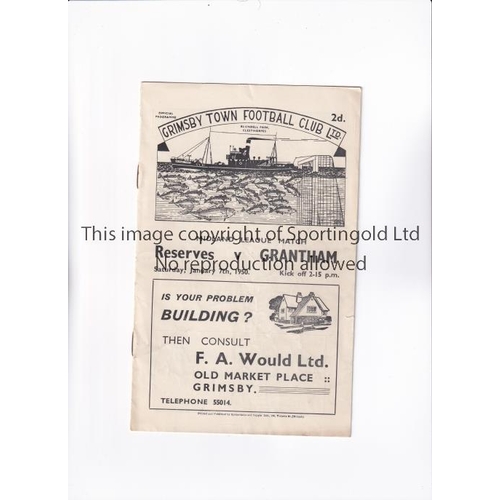 OFFICIAL PROGRAMME
2d.
GRIMSBY TOWN FOOTBALL CLUB LTD.
BLUNDELL PARK,
CLEETHORPES
MIDLAND LEAGUE MATCH
This image copyright of Sportingold Ltd
Reserves v GRANTHAM
No reproduction allowed
Saturday, January 7th, 1950. Kick off 2-15 p.m.
IS YOUR PROBLEM
BUILDING?
THEN CONSULT
F. A. Would Ltd.
OLD MARKET PLACE ::
GRIMSBY.
TELEPHONE 55014.